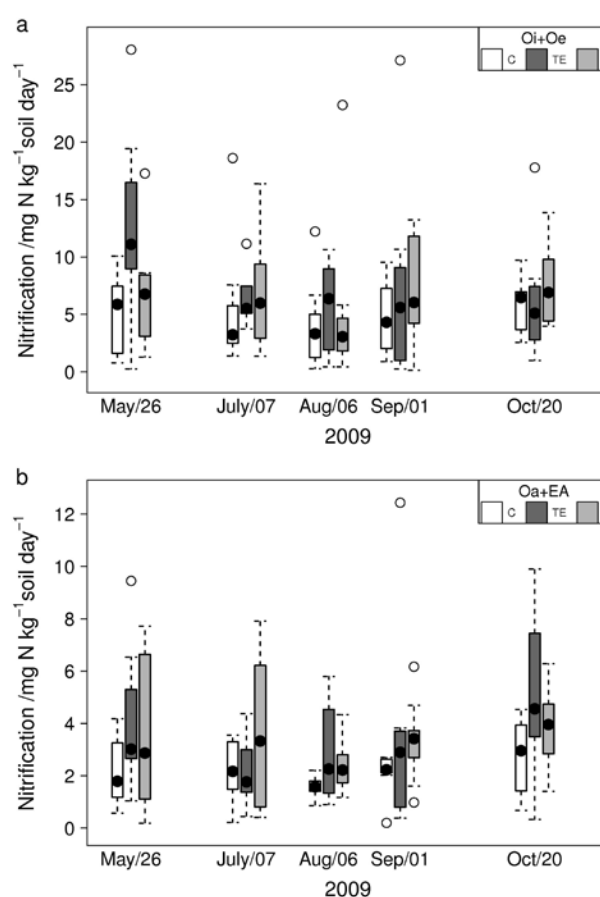 a
Oi+Oe
C TE
Nitrification /mg N kg⁻¹soil day⁻¹
25
20
15
10
5
0
May/26 July/07 Aug/06 Sep/01 Oct/20
2009
b
Oa+EA
C TE
Nitrification /mg N kg⁻¹soil day⁻¹
12
10
8
6
4
2
0
May/26 July/07 Aug/06 Sep/01 Oct/20
2009